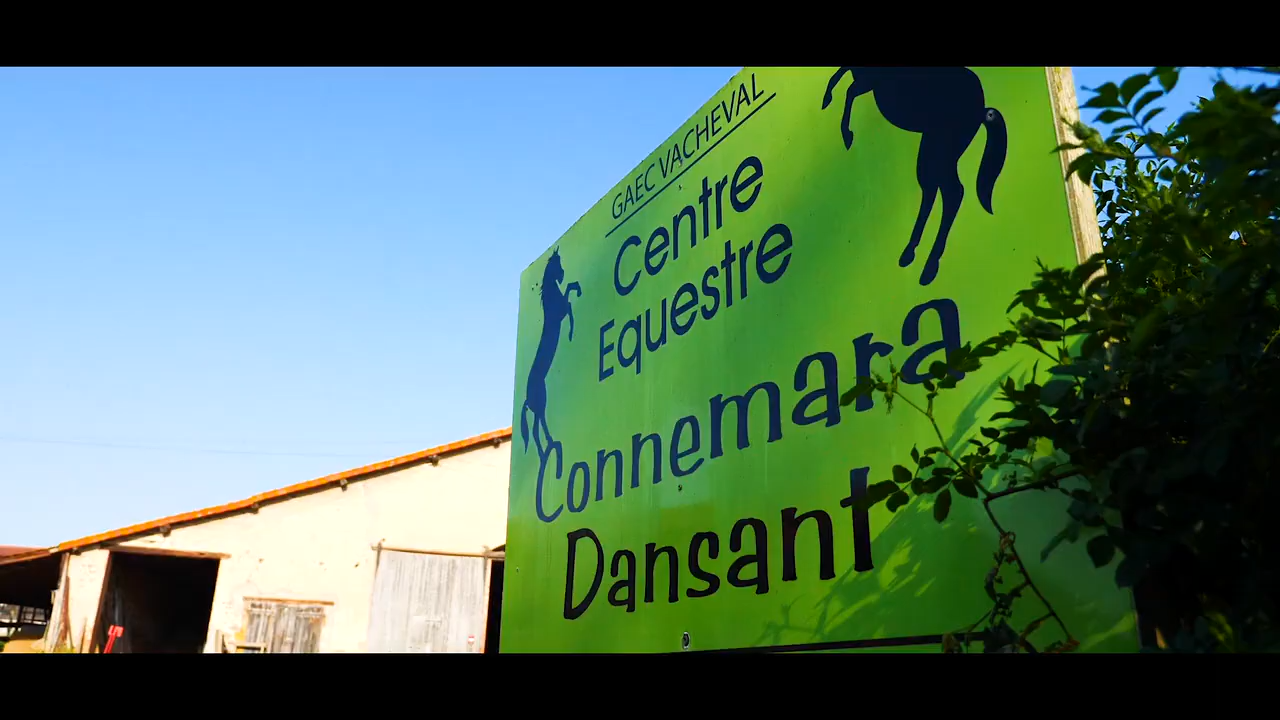 GAEC VACHEVAL
Centre
Equestre
Connemara
Dansant